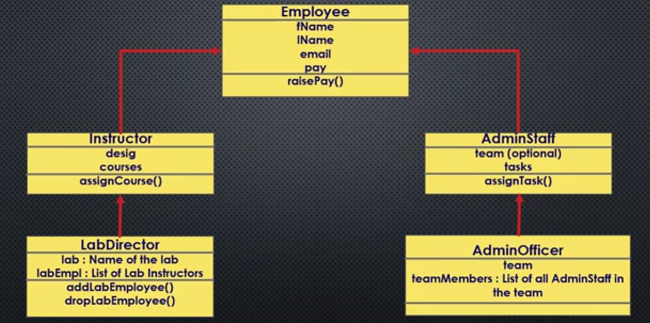 Employee
fName
lName
email
pay
raisePay()
Instructor
desig
courses
assignCourse()
AdminStaff
team (optional)
tasks
assignTask()
LabDirector
lab : Name of the lab
labEmpl : List of Lab Instructors
addLabEmployee()
dropLabEmployee()
AdminOfficer
team
teamMembers : List of all AdminStaff in
the team